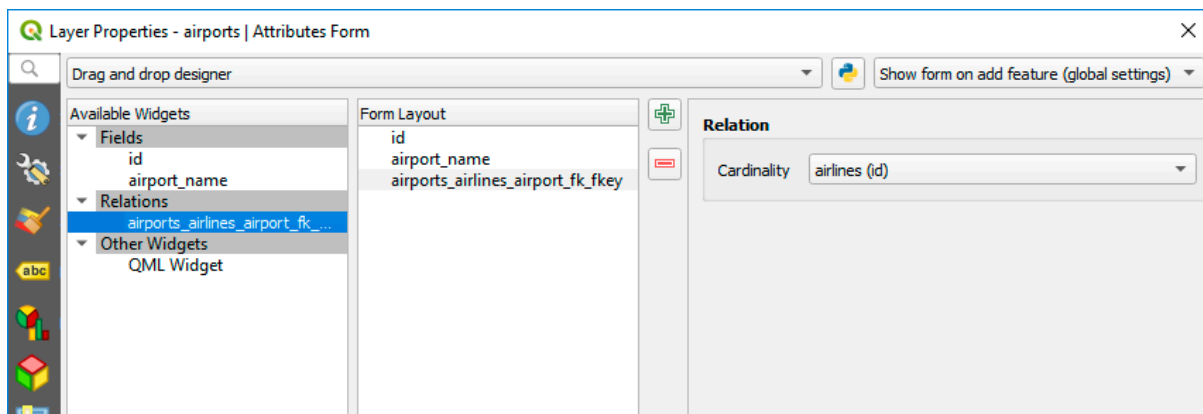 Layer Properties - airports | Attributes Form
Drag and drop designer
Show form on add feature (global settings)
Available Widgets
Fields
id
airport_name
Relations
airports_airlines_airport_fk_...
Other Widgets
QML Widget
Form Layout
id
airport_name
airports_airlines_airport_fk_fkey
Relation
Cardinality airlines (id)
abc